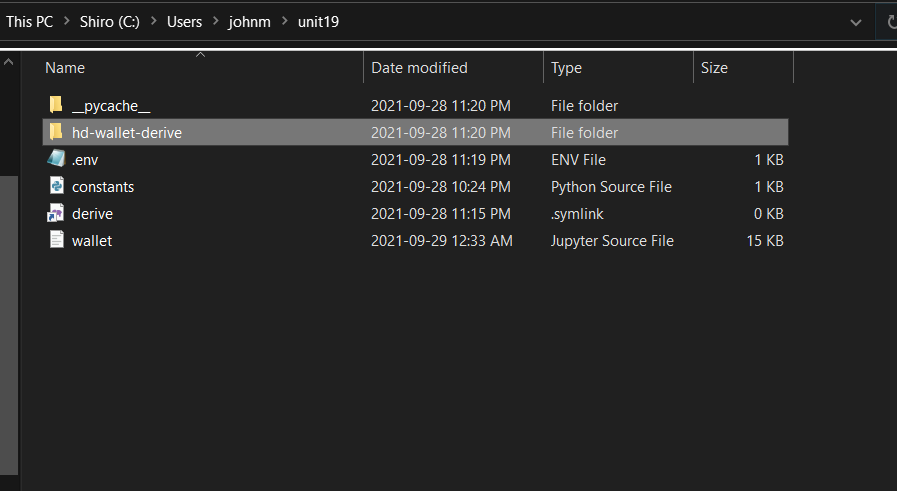 This PC > Shiro (C:) > Users > johnm > unit19
Name Date modified Type Size
__pycache__ 2021-09-28 11:20 PM File folder
hd-wallet-derive 2021-09-28 11:20 PM File folder
.env 2021-09-28 11:19 PM ENV File 1 KB
constants 2021-09-28 10:24 PM Python Source File 1 KB
derive 2021-09-28 11:15 PM .symlink 0 KB
wallet 2021-09-29 12:33 AM Jupyter Source File 15 KB